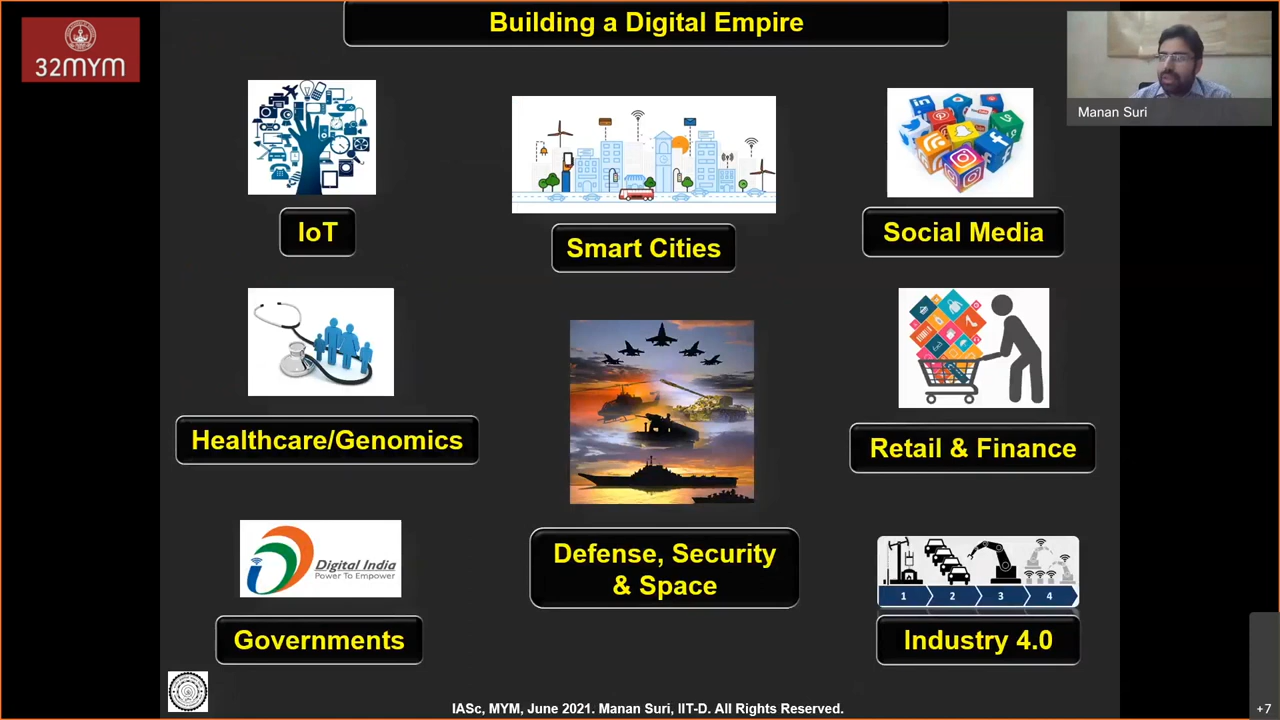 Building a Digital Empire
32MYM
Manan Suri
IoT
Smart Cities
Social Media
Healthcare/Genomics
Retail & Finance
Digital India
Power To Empower
Defense, Security
& Space
1 2 3 4
Governments
Industry 4.0
IASc, MYM, June 2021. Manan Suri, IIT-D. All Rights Reserved.
+7